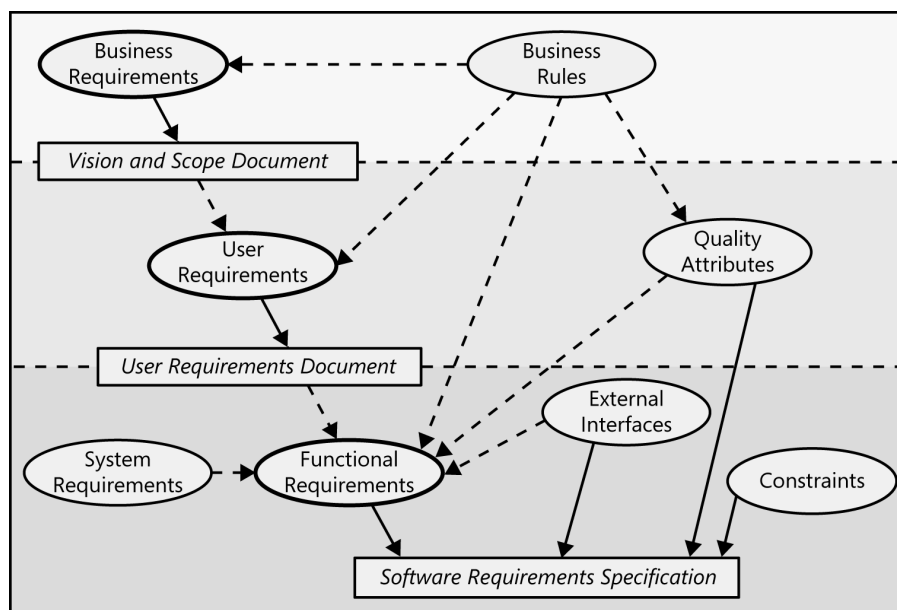 Business
Requirements
Business
Rules
Vision and Scope Document
User
Requirements
Quality
Attributes
User Requirements Document
External
Interfaces
System
Requirements
Functional
Requirements
Constraints
Software Requirements Specification